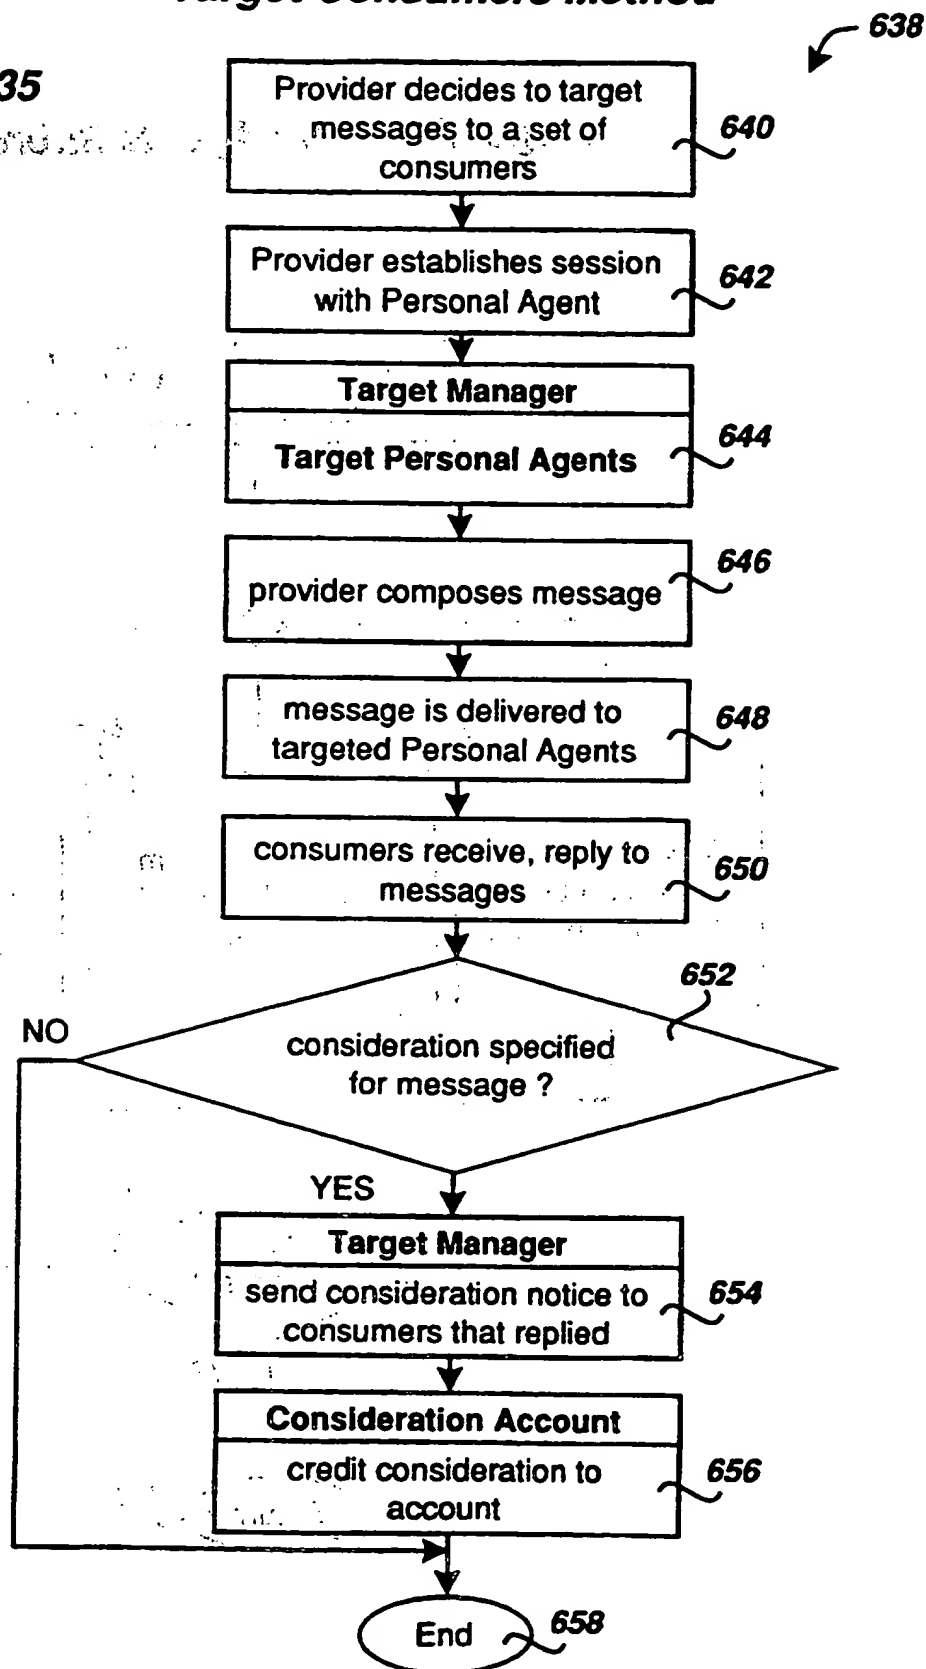 Target Consumers Method
638
35
Provider decides to target
messages to a set of
consumers
640
Provider establishes session
with Personal Agent
642
Target Manager
Target Personal Agents
644
provider composes message
646
message is delivered to
targeted Personal Agents
648
consumers receive, reply to
messages
650
652
NO
consideration specified
for message ?
YES
Target Manager
send consideration notice to
consumers that replied
654
Consideration Account
credit consideration to
account
656
End
658